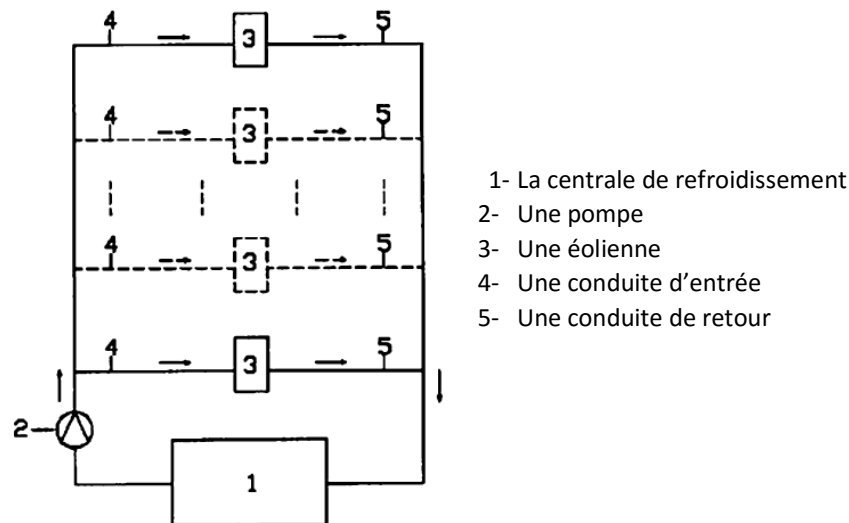 4 5
3
4 5
3
4 5
3
4 5
3
2
1
1- La centrale de refroidissement
2- Une pompe
3- Une éolienne
4- Une conduite d’entrée
5- Une conduite de retour